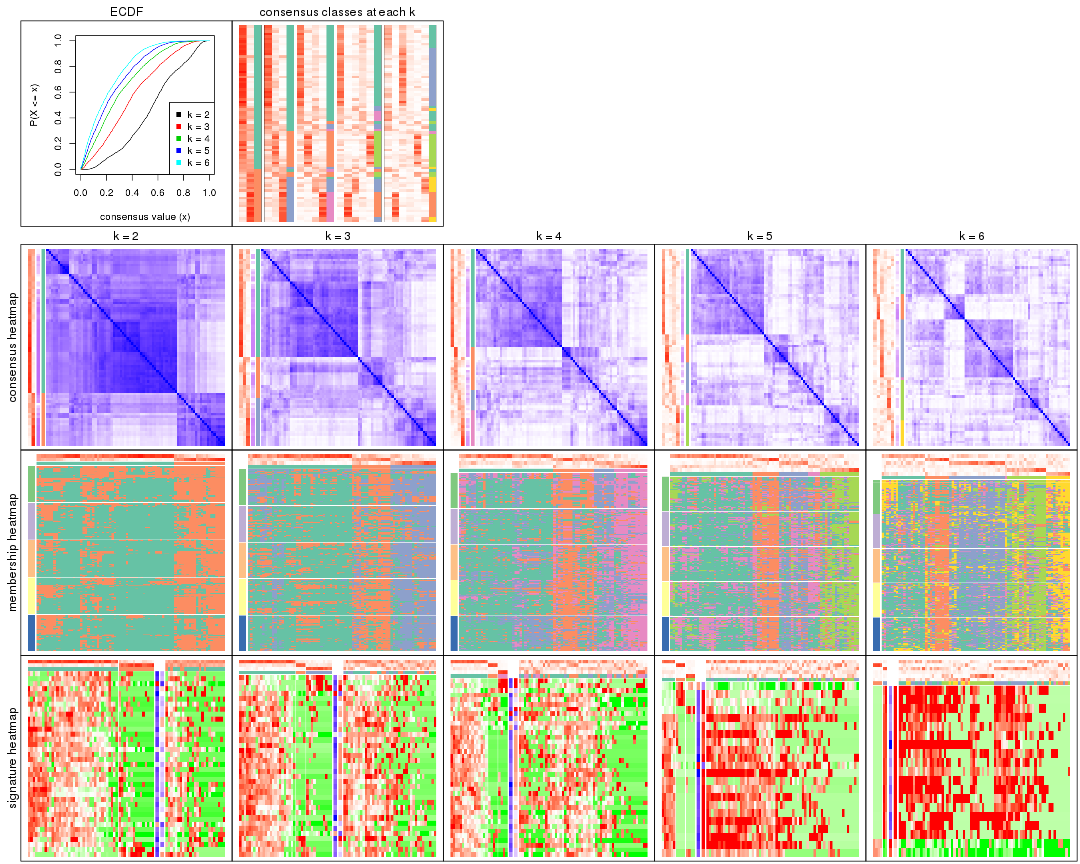 ECDF
consensus classes at each k
P(X <= x)
0.0 0.2 0.4 0.6 0.8 1.0
k = 2
k = 3
k = 4
k = 5
k = 6
0.0 0.2 0.4 0.6 0.8 1.0
consensus value (x)
k = 2 k = 3 k = 4 k = 5 k = 6
consensus heatmap
membership heatmap
signature heatmap